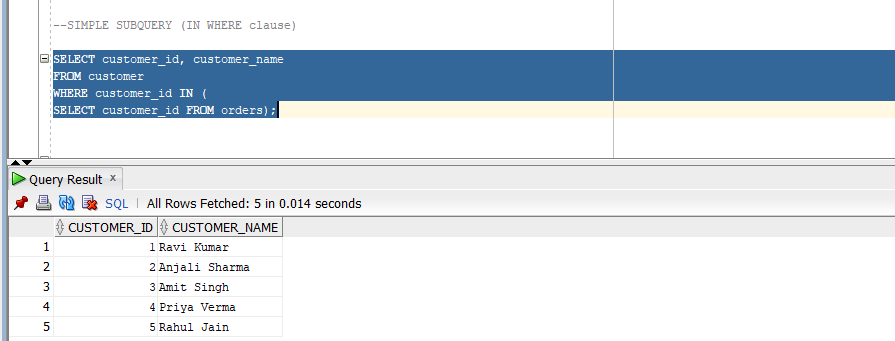 --SIMPLE SUBQUERY (IN WHERE clause)
SELECT customer_id, customer_name
FROM customer
WHERE customer_id IN (
SELECT customer_id FROM orders);
Query Result x
SQL | All Rows Fetched: 5 in 0.014 seconds
CUSTOMER_ID CUSTOMER_NAME
1 1 Ravi Kumar
2 2 Anjali Sharma
3 3 Amit Singh
4 4 Priya Verma
5 5 Rahul Jain